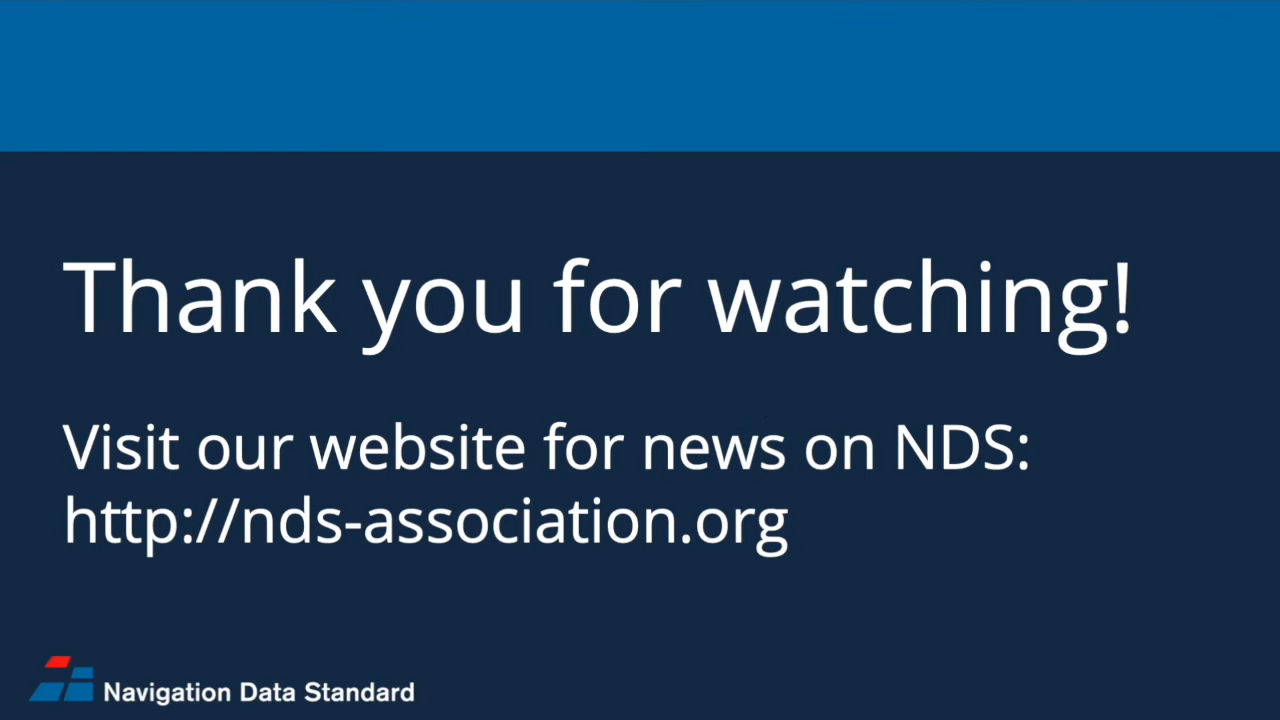 Thank you for watching!
Visit our website for news on NDS:
http://nds-association.org
Navigation Data Standard